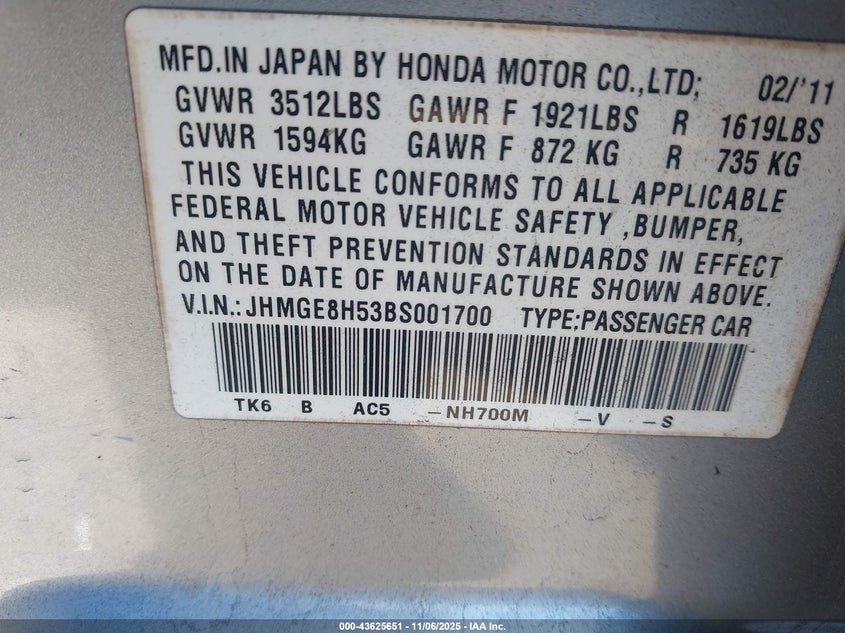 MFD.IN JAPAN BY HONDA MOTOR CO.,LTD; 02/'11
GVWR 3512LBS GAWR F 1921LBS R 1619LBS
GVWR 1594KG GAWR F 872 KG R 735 KG
THIS VEHICLE CONFORMS TO ALL APPLICABLE
FEDERAL MOTOR VEHICLE SAFETY ,BUMPER,
AND THEFT PREVENTION STANDARDS IN EFFECT
ON THE DATE OF MANUFACTURE SHOWN ABOVE.
V.I.N.: JHMGE8H53BS001700 TYPE:PASSENGER CAR
TK6 B AC5 –NH700M –V –S
000-43625651 - 11/06/2025 - IAA Inc.